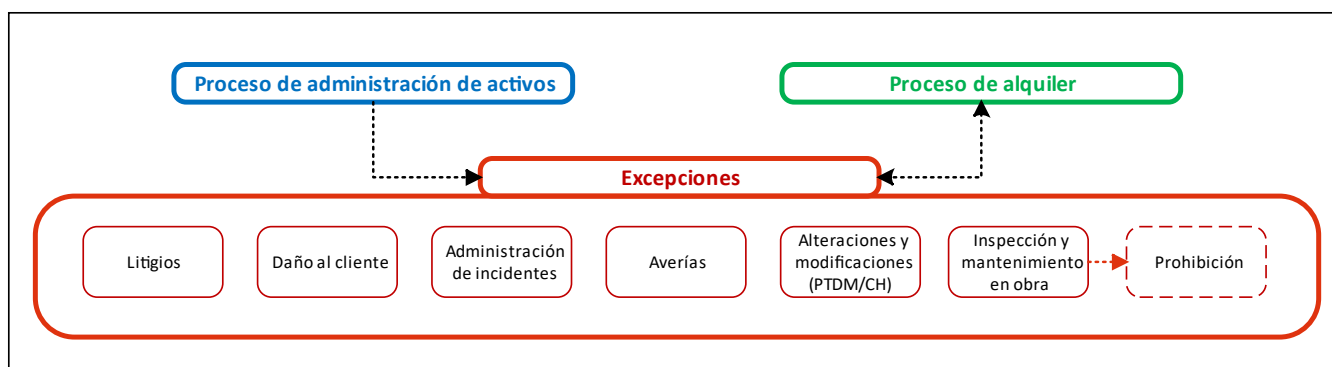 Proceso de administración de activos
Proceso de alquiler
Excepciones
Litigios
Daño al cliente
Administración
de incidentes
Averías
Alteraciones y
modificaciones
(PTDM/CH)
Inspección y
mantenimiento
en obra
Prohibición